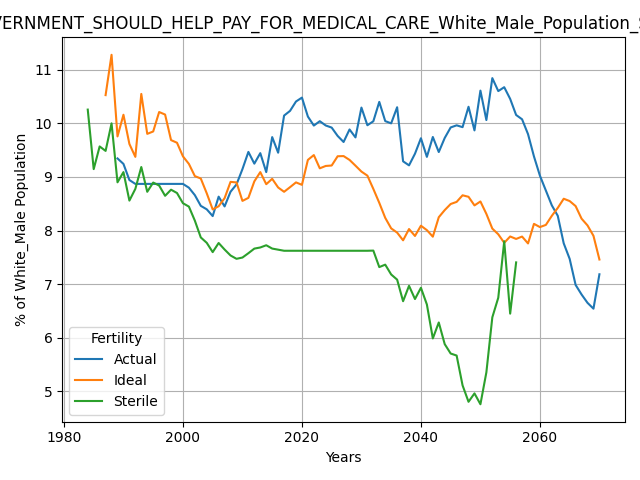 VERNMENT_SHOULD_HELP_PAY_FOR_MEDICAL_CARE_White_Male_Population_S
11
10
9
8
7
6
5
% of White_Male Population
Fertility
Actual
Ideal
Sterile
1980
2000
2020
2040
2060
Years